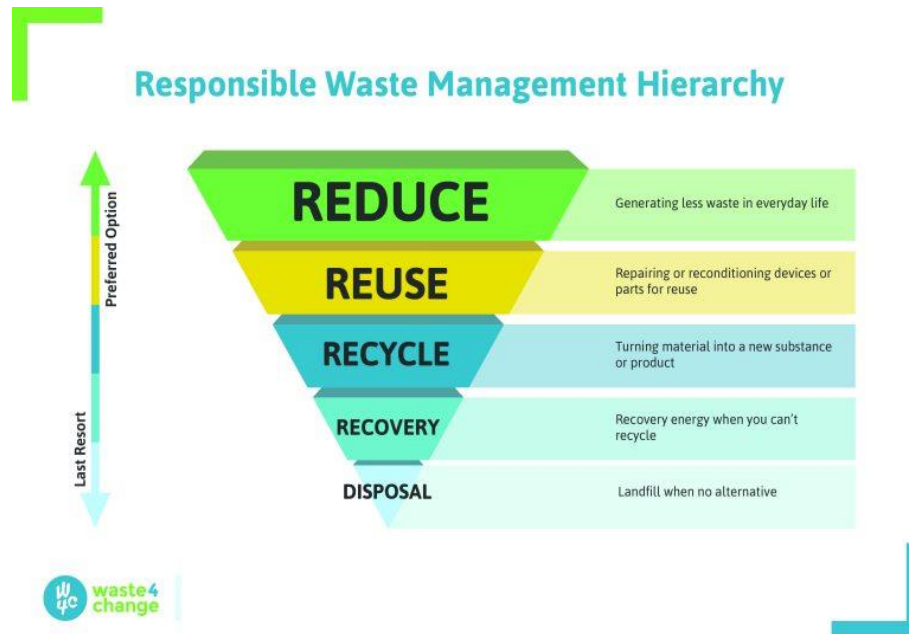 Responsible Waste Management Hierarchy
Preferred Option
Last Resort
REDUCE
Generating less waste in everyday life
REUSE
Repairing or reconditioning devices or
parts for reuse
RECYCLE
Turning material into a new substance
or product
RECOVERY
Recovery energy when you can't
recycle
DISPOSAL
Landfill when no alternative
W4C
waste4
change